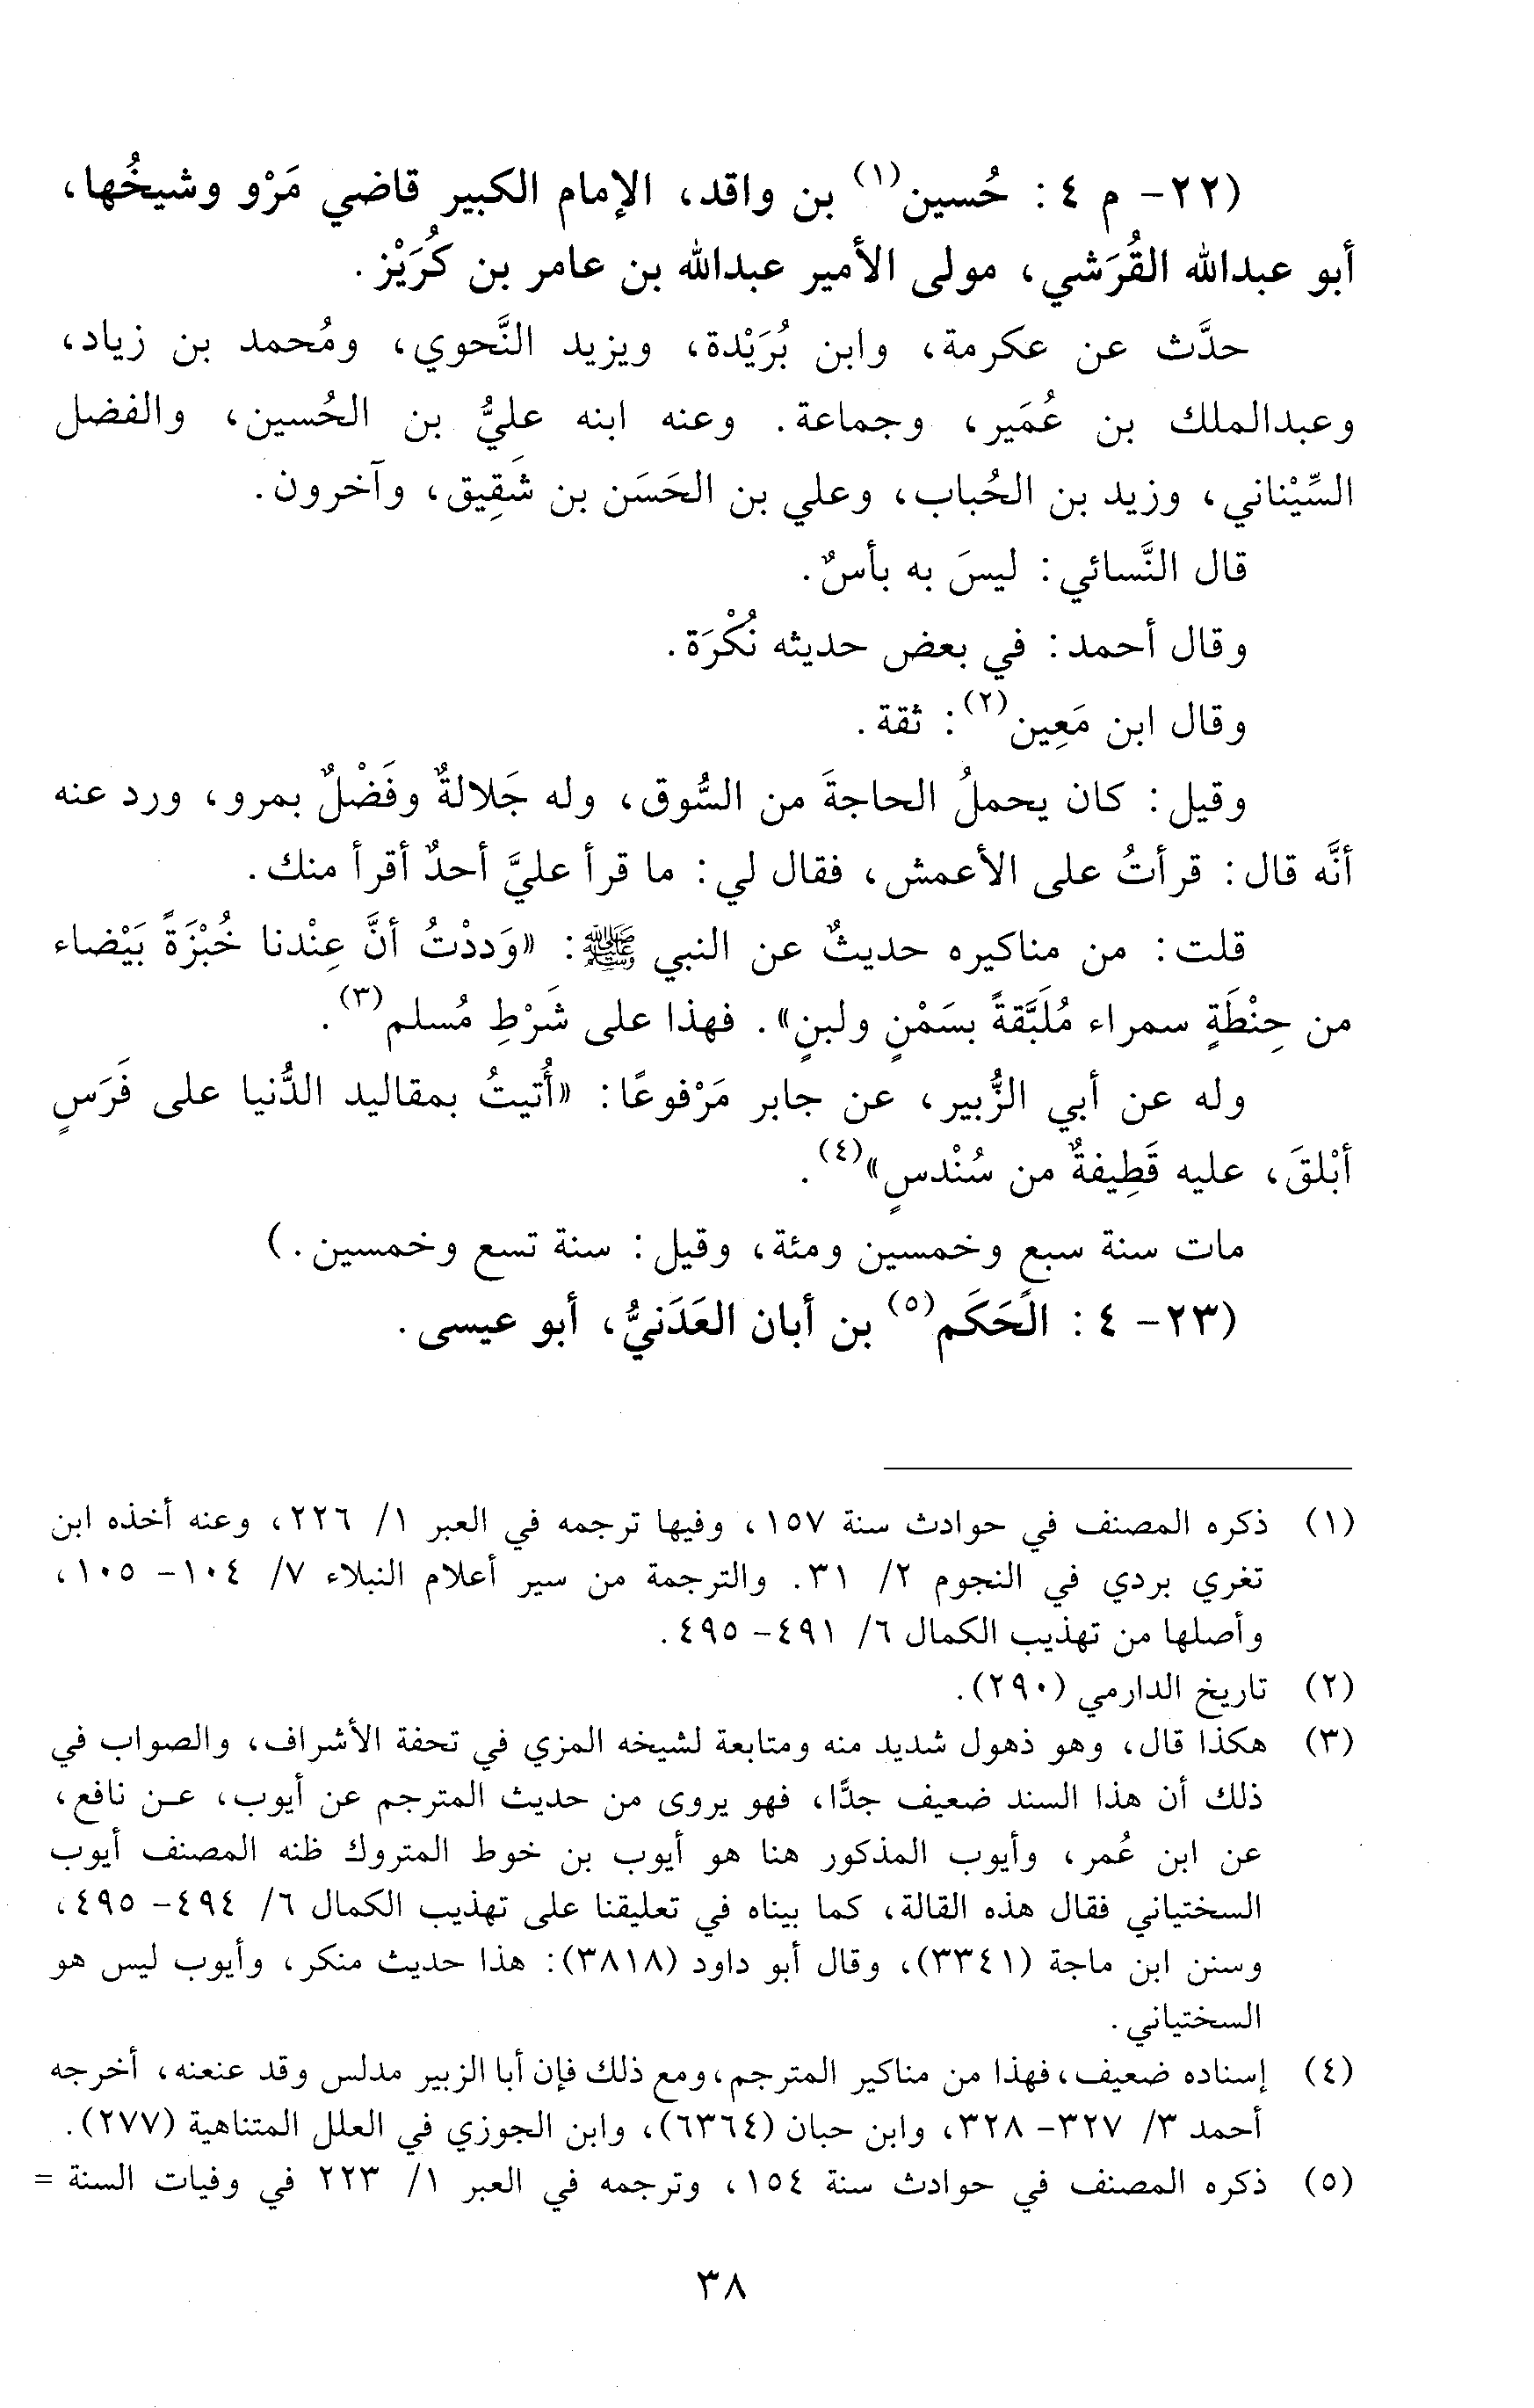 (٢٢- م ٤ : حُسين(١) بن واقد، الإمام الكبير قاضي مَرْو وشيخُها،
أبو عبدالله القُرَشي، مولى الأمير عبدالله بن عامر بن كُرَيْز.
حدَّث عن عكرمة، وابن بُرَيْدة، ويزيد النَّحوي، ومُحمد بن زياد،
وعبدالملك بن عُمَير، وجماعة. وعنه ابنه عليُّ بن الحُسين، والفضل
السِّيْناني، وزيد بن الحُباب، وعلي بن الحَسَن بن شَقِيق، وآخرون.
قال النَّسائي: ليسَ به بأسٌ.
وقال أحمد: في بعض حديثه نُكْرَة.
وقال ابن مَعِين(٢): ثقة.
وقيل: كان يحملُ الحاجةَ من السُّوق، وله جَلالةٌ وفَضْلٌ بمرو، ورد عنه
أنَّه قال: قرأتُ على الأعمش، فقال لي: ما قرأ عليَّ أحدٌ أقرأ منك.
قلت: من مناكيره حديثٌ عن النبي ﷺ: «وَددْتُ أنَّ عِنْدنا خُبْزَةً بَيْضاء
من حِنْطَةٍ سمراء مُلَبَّقةً بسَمْنٍ ولبنٍ». فهذا على شَرْطِ مُسلم(٣).
وله عن أبي الزُّبير، عن جابر مَرْفوعًا: «أُتيتُ بمقاليد الدُّنيا على فَرَسٍ
أبْلقَ، عليه قَطِيفةٌ من سُنْدسٍ»(٤).
مات سنة سبع وخمسين ومئة، وقيل: سنة تسع وخمسين.)
(٢٣- ٤ : الحَكَم(٥) بن أبان العَدَنيُّ، أبو عيسى.
(١) ذكره المصنف في حوادث سنة ١٥٧، وفيها ترجمه في العبر ١/ ٢٢٦، وعنه أخذه ابن
تغري بردي في النجوم ٢/ ٣١. والترجمة من سير أعلام النبلاء ٧/ ١٠٤- ١٠٥،
وأصلها من تهذيب الكمال ٦/ ٤٩١- ٤٩٥.
(٢) تاريخ الدارمي (٢٩٠).
(٣) هكذا قال، وهو ذهول شديد منه ومتابعة لشيخه المزي في تحفة الأشراف، والصواب في
ذلك أن هذا السند ضعيف جدًّا، فهو يروى من حديث المترجم عن أيوب، عن نافع،
عن ابن عُمر، وأيوب المذكور هنا هو أيوب بن خوط المتروك ظنه المصنف أيوب
السختياني فقال هذه القالة، كما بيناه في تعليقنا على تهذيب الكمال ٦/ ٤٩٤- ٤٩٥،
وسنن ابن ماجة (٣٣٤١)، وقال أبو داود (٣٨١٨): هذا حديث منكر، وأيوب ليس هو
السختياني.
(٤) إسناده ضعيف، فهذا من مناكير المترجم، ومع ذلك فإن أبا الزبير مدلس وقد عنعنه، أخرجه
أحمد ٣/ ٣٢٧- ٣٢٨، وابن حبان (٦٣٦٤)، وابن الجوزي في العلل المتناهية (٢٧٧).
(٥) ذكره المصنف في حوادث سنة ١٥٤، وترجمه في العبر ١/ ٢٢٣ في وفيات السنة =
٣٨